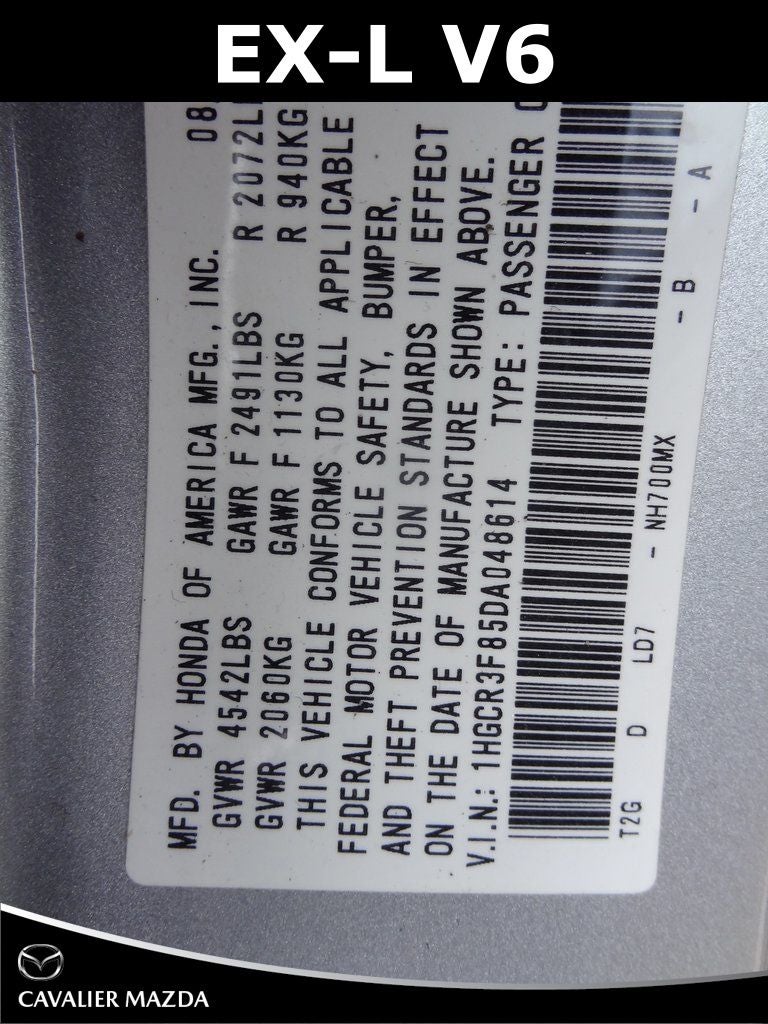 EX-L V6
MFD. BY HONDA OF AMERICA MFG., INC. 08
GVWR 4542LBS GAWR F 2491LBS R 2072L
GVWR 2060KG GAWR F 1130KG R 940KG
THIS VEHICLE CONFORMS TO ALL APPLICABLE
FEDERAL MOTOR VEHICLE SAFETY, BUMPER,
AND THEFT PREVENTION STANDARDS IN EFFECT
ON THE DATE OF MANUFACTURE SHOWN ABOVE.
V.I.N.: 1HGCR3F85DA048614 TYPE: PASSENGER
T2G D LD7 - NH700MX - B - A
CAVALIER MAZDA